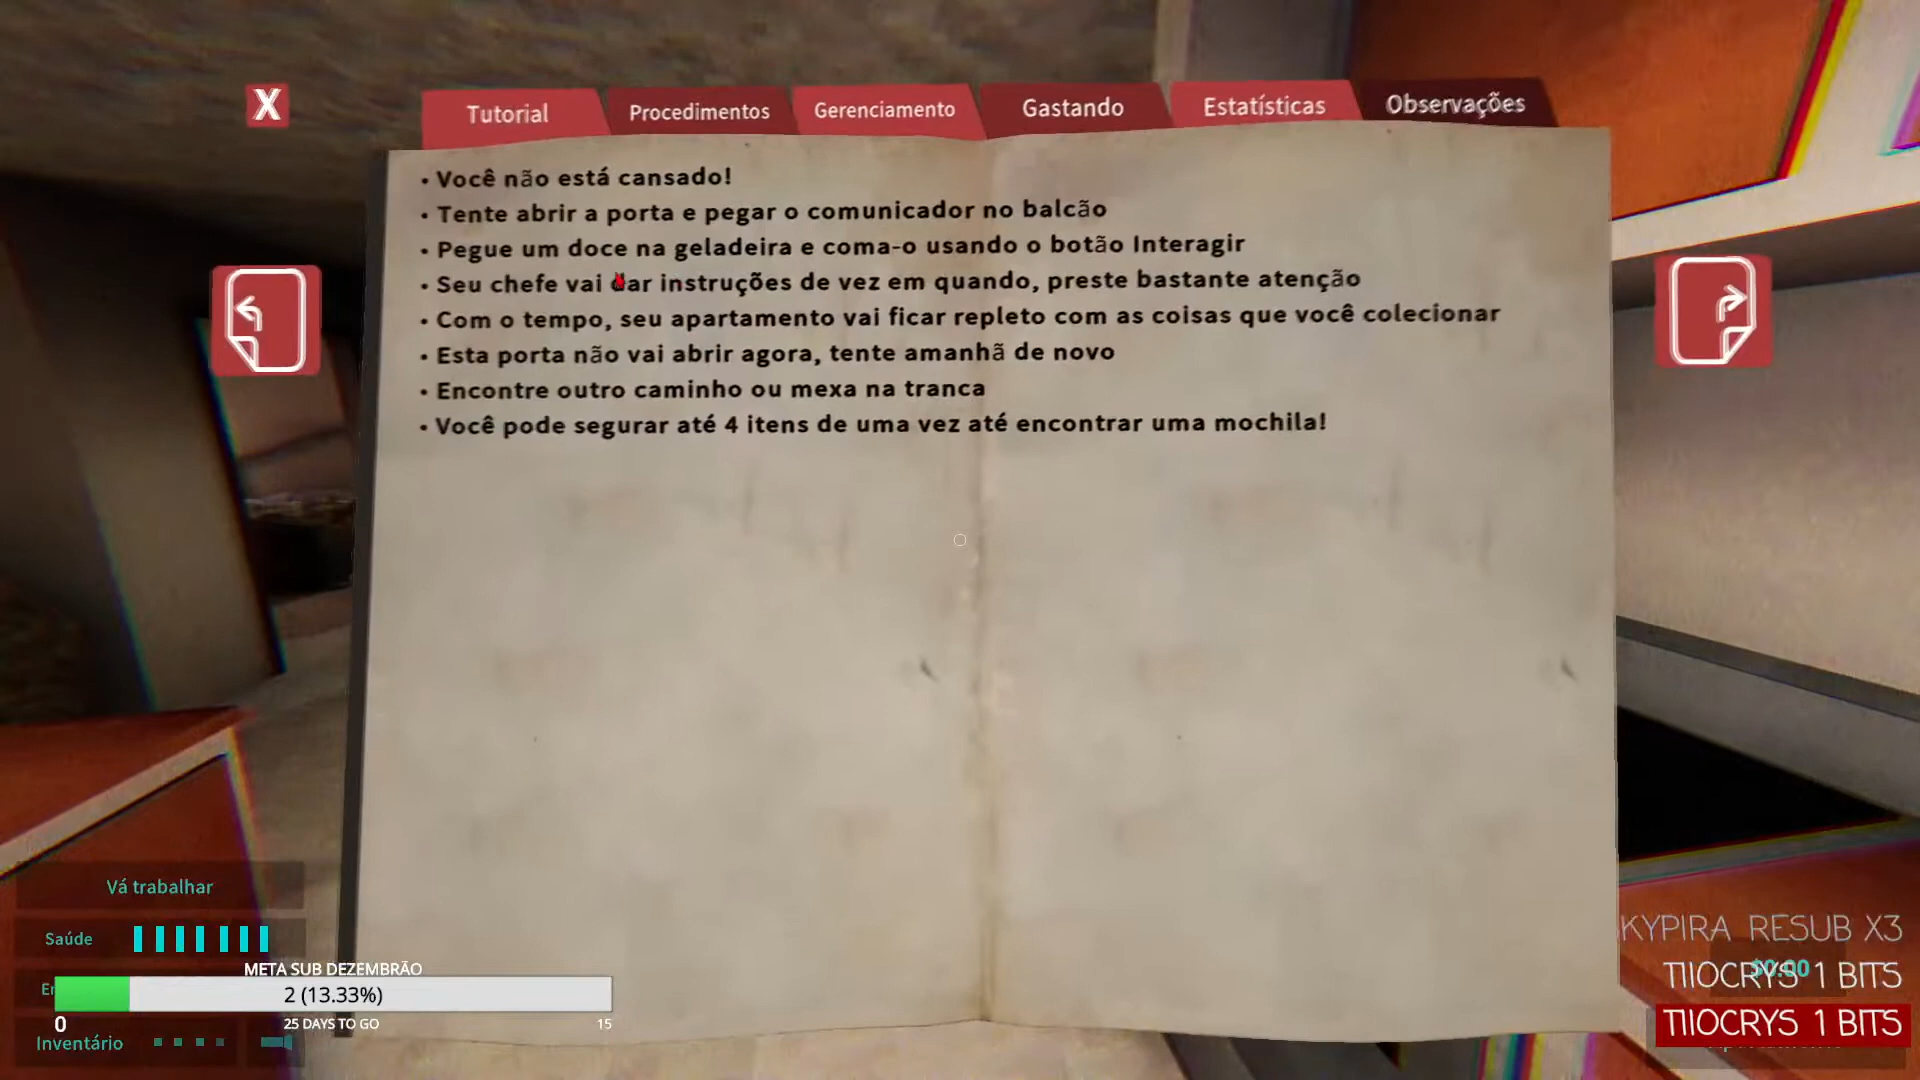 X
Tutorial
Procedimentos
Gerenciamento
Gastando
Estatísticas
Observações
• Você não está cansado!
• Tente abrir a porta e pegar o comunicador no balcão
• Pegue um doce na geladeira e coma-o usando o botão Interagir
• Seu chefe vai dar instruções de vez em quando, preste bastante atenção
• Com o tempo, seu apartamento vai ficar repleto com as coisas que você colecionar
• Esta porta não vai abrir agora, tente amanhã de novo
• Encontre outro caminho ou mexa na tranca
• Você pode segurar até 4 itens de uma vez até encontrar uma mochila!
Vá trabalhar
Saúde
META SUB DEZEMBRÃO
2 (13.33%)
0
25 DAYS TO GO
15
Inventário
KYPIRA RESUB X3
$0.00
TIIOCRYS 1 BITS
TIIOCRYS 1 BITS